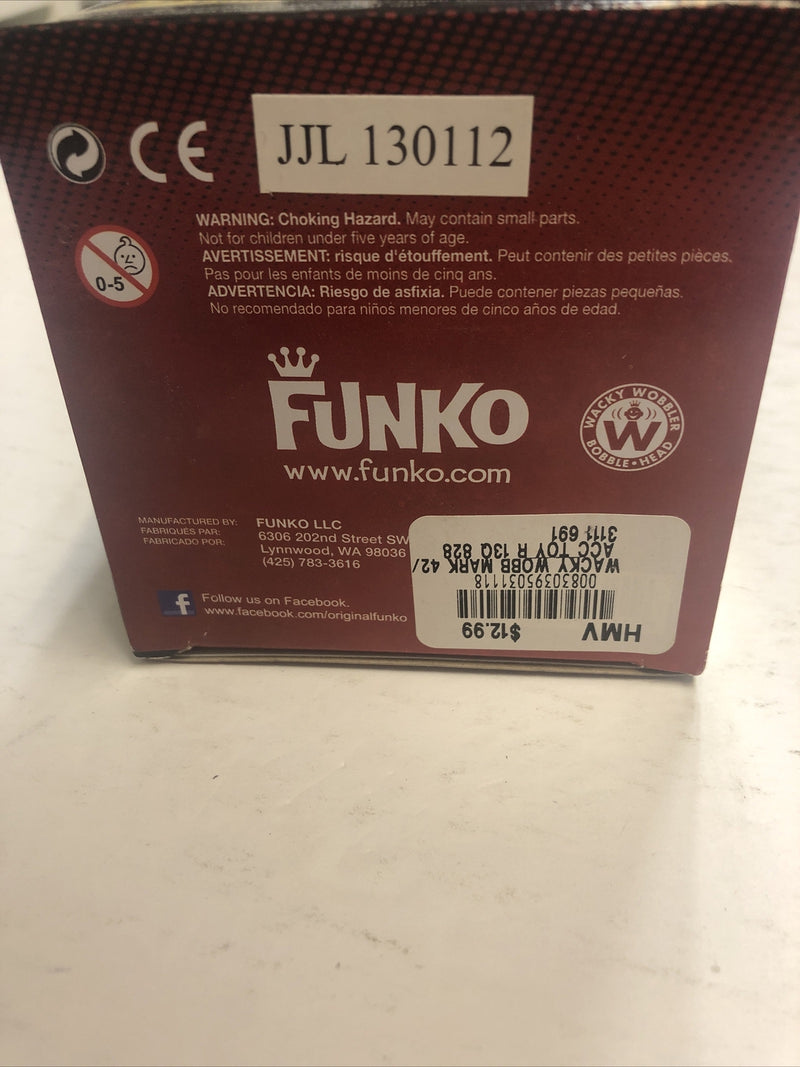 CE
JJL 130112
WARNING: Choking Hazard. May contain small parts.
Not for children under five years of age.
AVERTISSEMENT: risque d'étouffement. Peut contenir des petites pièces.
Pas pour les enfants de moins de cinq ans.
ADVERTENCIA: Riesgo de asfixia. Puede contener piezas pequeñas.
No recomendado para niños menores de cinco años de edad.
0-5
FUNKO
www.funko.com
WACKY WOBBLER
W
BOBBLE • HEAD
MANUFACTURED BY:
FABRIQUÉS PAR:
FABRICADO POR:
FUNKO LLC
6306 202nd Street SW
Lynnwood, WA 98036
(425) 783-3616
f Follow us on Facebook.
www.facebook.com/originalfunko
HMV $12.99
00830395031118
WACKY WOBB MARK 42/
ACC TOY R 13Q 828
3111 691